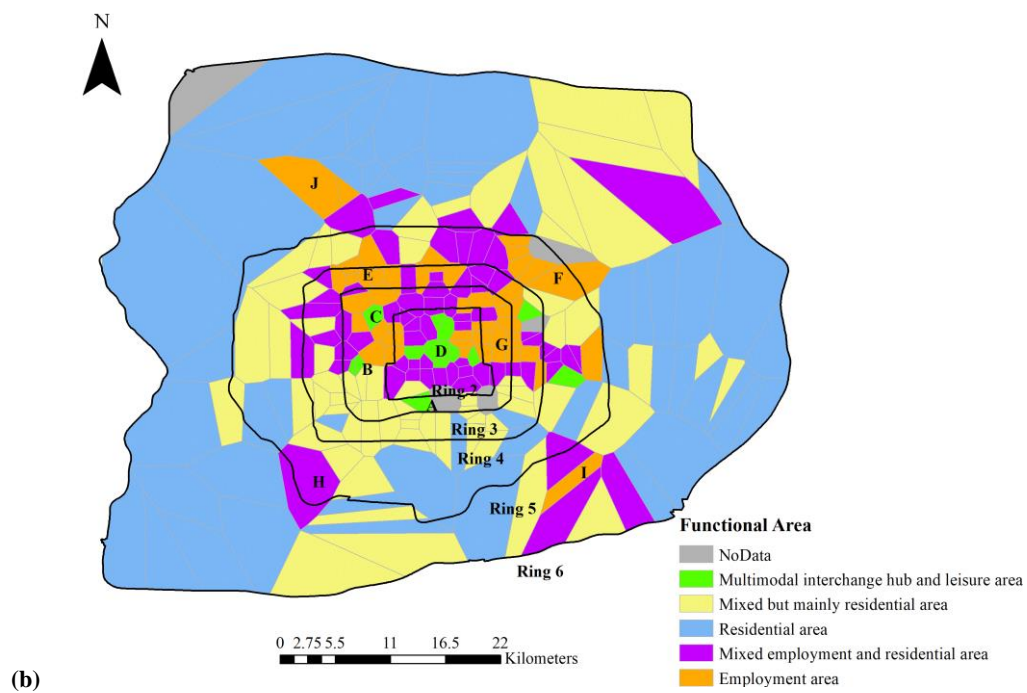 N
J
E
F
C
G
D
B
Ring 2
A
Ring 3
Ring 4
H
I
Ring 5
Ring 6
Functional Area
NoData
Multimodal interchange hub and leisure area
Mixed but mainly residential area
Residential area
Mixed employment and residential area
Employment area
0 2.75 5.5 11 16.5 22
Kilometers
(b)